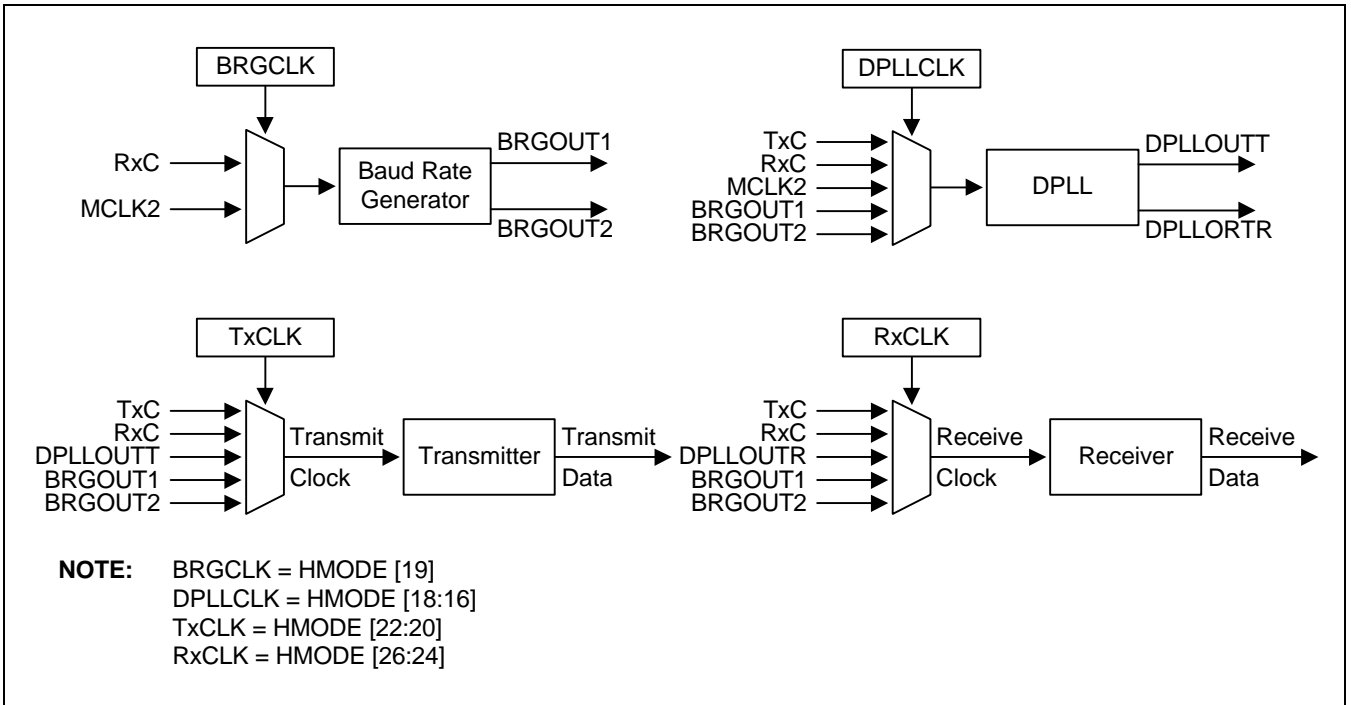 BRGCLK
RxC
MCLK2
Baud Rate
Generator
BRGOUT1
BRGOUT2
DPLLCLK
TxC
RxC
MCLK2
BRGOUT1
BRGOUT2
DPLL
DPLLOUTT
DPLLORTR
TxCLK
TxC
RxC
DPLLOUTT
BRGOUT1
BRGOUT2
Transmit
Clock
Transmitter
Transmit
Data
RxCLK
TxC
RxC
DPLLOUTR
BRGOUT1
BRGOUT2
Receive
Clock
Receiver
Receive
Data
NOTE: BRGCLK = HMODE [19]
DPLLCLK = HMODE [18:16]
TxCLK = HMODE [22:20]
RxCLK = HMODE [26:24]